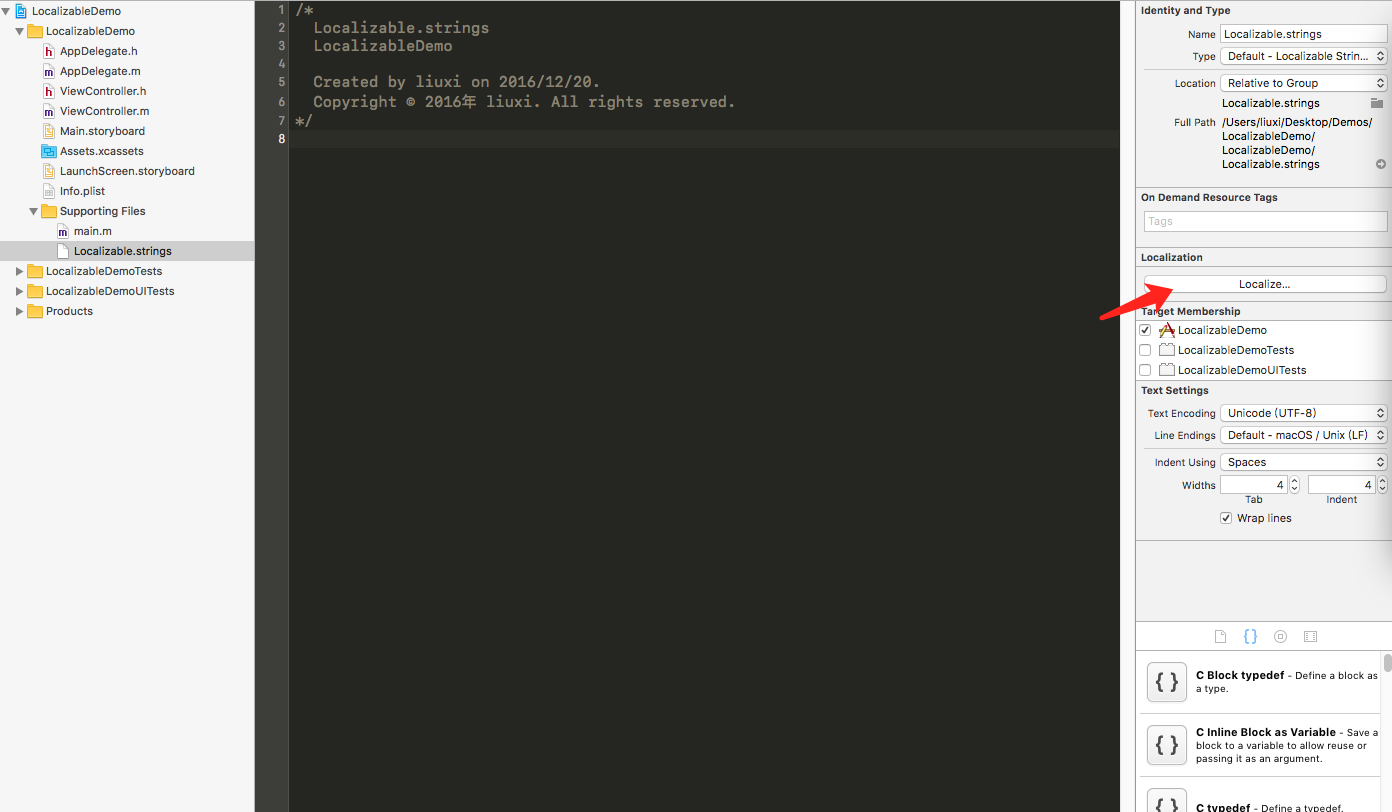 LocalizableDemo
LocalizableDemo
AppDelegate.h
AppDelegate.m
ViewController.h
ViewController.m
Main.storyboard
Assets.xcassets
LaunchScreen.storyboard
Info.plist
Supporting Files
main.m
Localizable.strings
LocalizableDemoTests
LocalizableDemoUITests
Products
1 /*
2 Localizable.strings
3 LocalizableDemo
4
5 Created by liuxi on 2016/12/20.
6 Copyright © 2016年 liuxi. All rights reserved.
7 */
8
Identity and Type
Name Localizable.strings
Type Default - Localizable Strin...
Location Relative to Group
Localizable.strings
Full Path /Users/liuxi/Desktop/Demos/
LocalizableDemo/
LocalizableDemo/
Localizable.strings
On Demand Resource Tags
Tags
Localization
Localize...
Target Membership
LocalizableDemo
LocalizableDemoTests
LocalizableDemoUITests
Text Settings
Text Encoding Unicode (UTF-8)
Line Endings Default - macOS / Unix (LF)
Indent Using Spaces
Widths 4 4
Tab Indent
Wrap lines
{ }
{ } C Block typedef - Define a block as
a type.
{ } C Inline Block as Variable - Save a
block to a variable to allow reuse or
passing it as an argument.
{ } C typedef - Define a typedef.